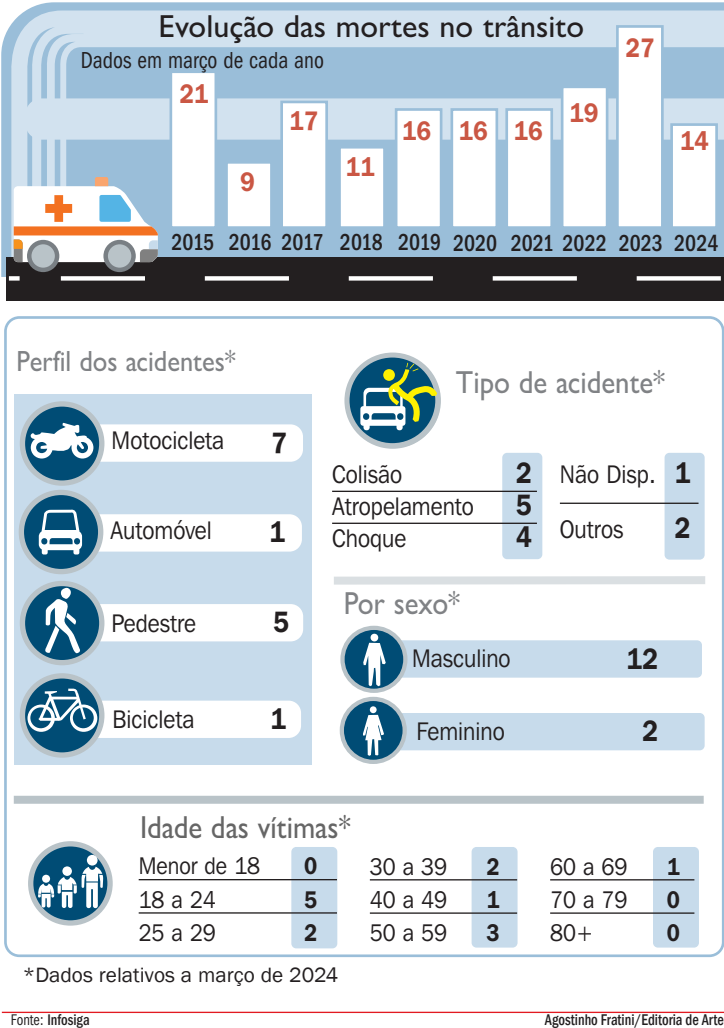 Evolução das mortes no trânsito
Dados em março de cada ano
21
9
17
11
16
16
16
19
27
14
2015 2016 2017 2018 2019 2020 2021 2022 2023 2024
Perfil dos acidentes*
Motocicleta 7
Automóvel 1
Pedestre 5
Bicicleta 1
Tipo de acidente*
Colisão 2
Atropelamento 5
Choque 4
Não Disp. 1
Outros 2
Por sexo*
Masculino 12
Feminino 2
Idade das vítimas*
Menor de 18 0
18 a 24 5
25 a 29 2
30 a 39 2
40 a 49 1
50 a 59 3
60 a 69 1
70 a 79 0
80+ 0
*Dados relativos a março de 2024
Fonte: Infosiga
Agostinho Fratini/Editoria de Arte